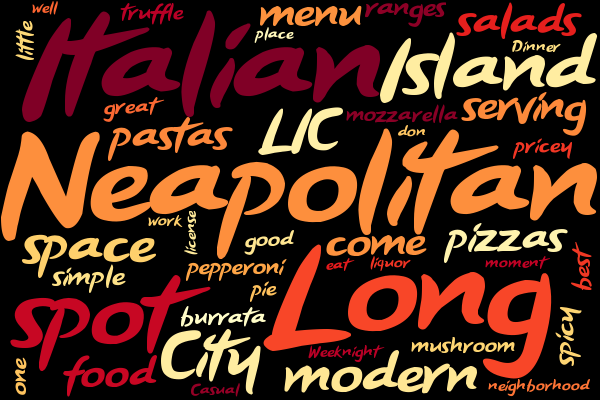 well
truffle
menu
ranges
salads
little
Italian
place
Island
Dinner
great
mozzarella
serving
pastas
LIC
don
pricey
Neapolitan
work
license
space
good
come
pizzas
simple
pepperoni
eat
liquor
moment
best
pie
Long
spot
burrata
spicy
City
Weeknight
mushroom
one
food
Casual
modern
neighborhood